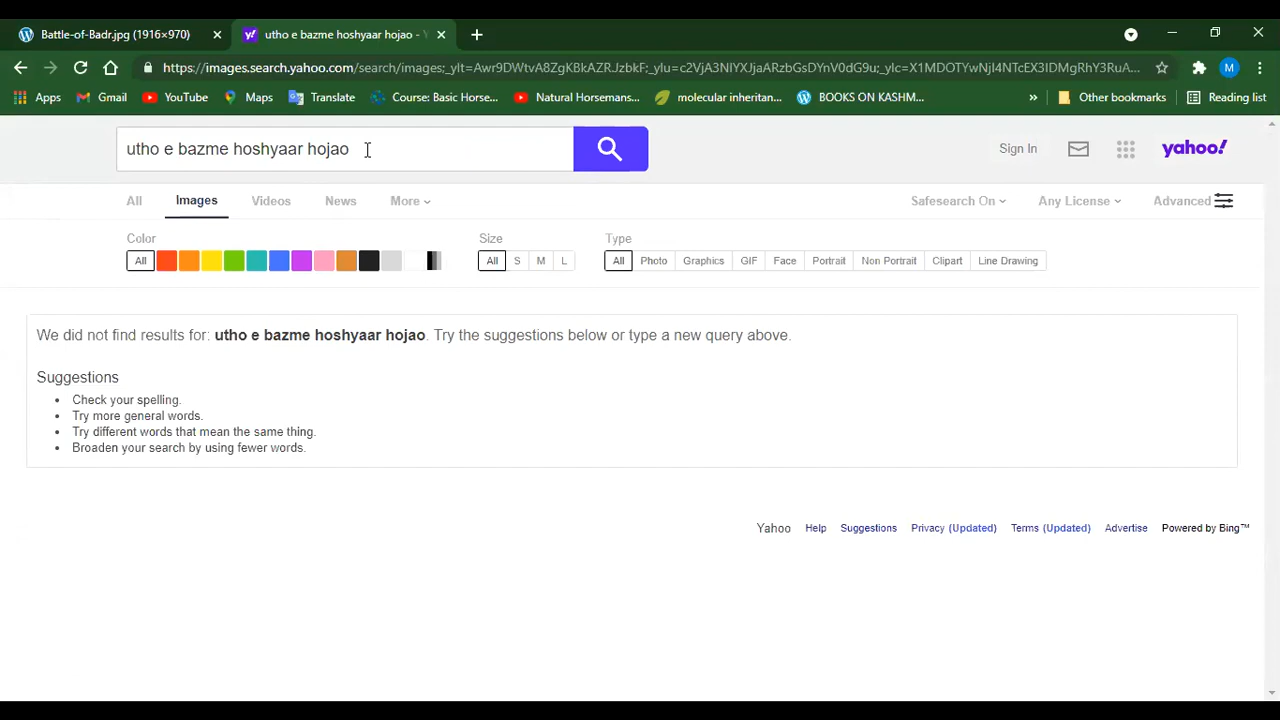 Battle-of-Badr.jpg (1916×970)
utho e bazme hoshyaar hojao - Y
https://images.search.yahoo.com/search/images;_ylt=Awr9DWtvA8ZgKBkAZRJzbkF;_ylu=c2VjA3NlYXJjaARzbGsDYnV0dG9u;_ylc=X1MDOTYwNjI4NTcEX3IDMgRhY3RuA...
M
Apps
Gmail
YouTube
Maps
Translate
Course: Basic Horse...
Natural Horsemans...
molecular inheritan...
BOOKS ON KASHM...
»
Other bookmarks
Reading list
utho e bazme hoshyaar hojao
Sign In
yahoo!
All
Images
Videos
News
More
Safesearch On
Any License
Advanced
Color
Size
Type
All
All
S
M
L
All
Photo
Graphics
GIF
Face
Portrait
Non Portrait
Clipart
Line Drawing
We did not find results for: utho e bazme hoshyaar hojao. Try the suggestions below or type a new query above.
Suggestions
• Check your spelling.
• Try more general words.
• Try different words that mean the same thing.
• Broaden your search by using fewer words.
Yahoo
Help
Suggestions
Privacy (Updated)
Terms (Updated)
Advertise
Powered by Bing™